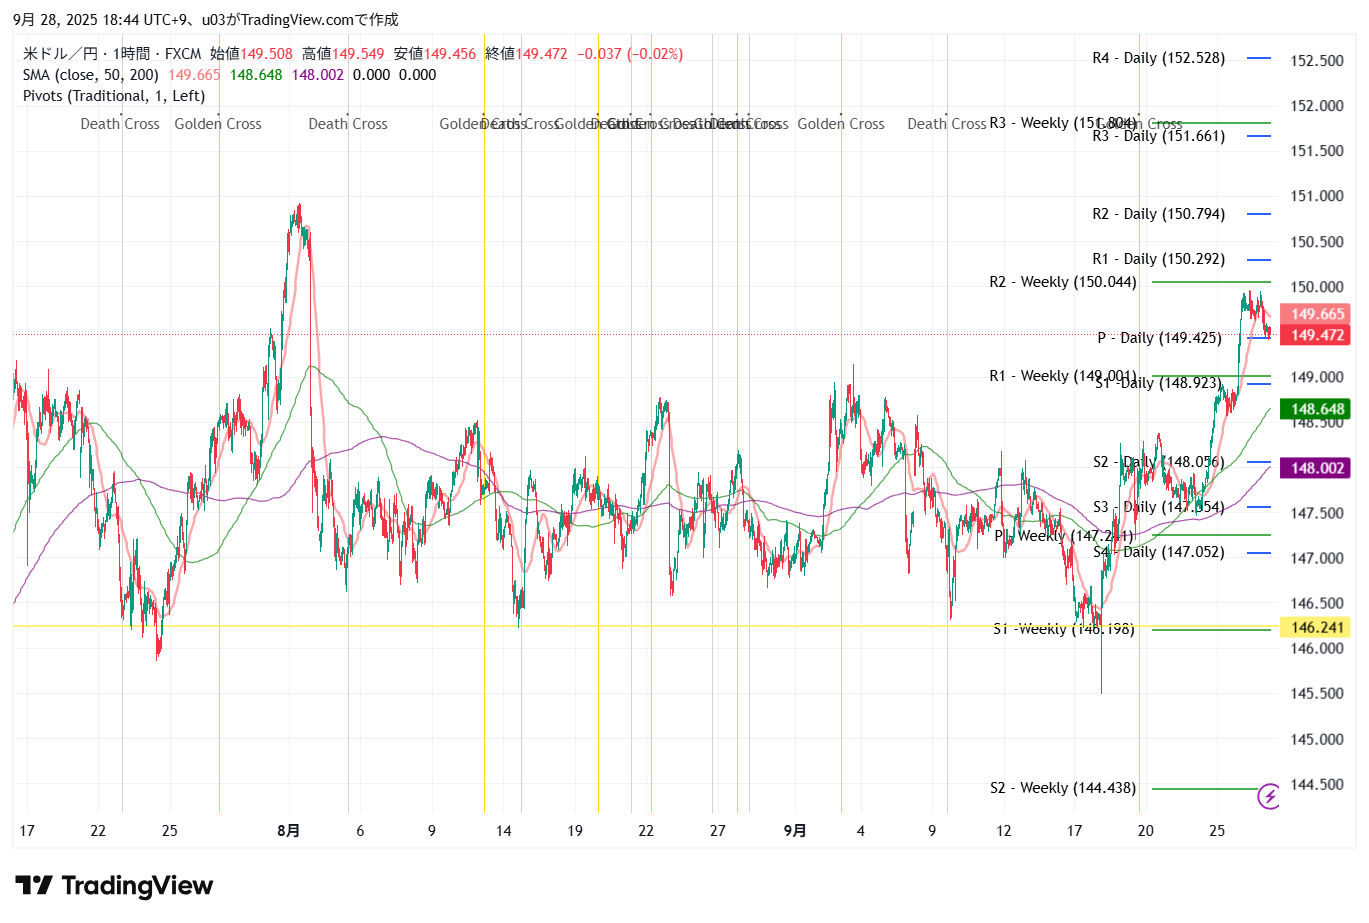 9月 28, 2025 18:44 UTC+9、u03がTradingView.comで作成
米ドル／円・1時間・FXCM 始値149.508 高値149.549 安値149.456 終値149.472 −0.037 (−0.02%)
SMA (close, 50, 200) 149.665 148.648 148.002 0.000 0.000
Pivots (Traditional, 1, Left)
Death Cross Golden Cross Death Cross Golden Cross Death Cross
R4 - Daily (152.528)
R3 - Weekly (151.804)
R3 - Daily (151.661)
R2 - Daily (150.794)
R1 - Daily (150.292)
R2 - Weekly (150.044)
P - Daily (149.425)
R1 - Weekly (149.001)
S1 - Daily (148.923)
S2 - Daily (148.056)
S3 - Daily (147.354)
P - Weekly (147.241)
S4 - Daily (147.052)
S1 - Weekly (146.198)
S2 - Weekly (144.438)
152.500
152.000
151.500
151.000
150.500
150.000
149.665
149.472
149.000
148.648
148.500
148.002
147.500
147.000
146.500
146.241
146.000
145.500
145.000
144.500
17 22 25 8月 6 9 14 19 22 27 9月 4 9 12 17 20 25
TradingView